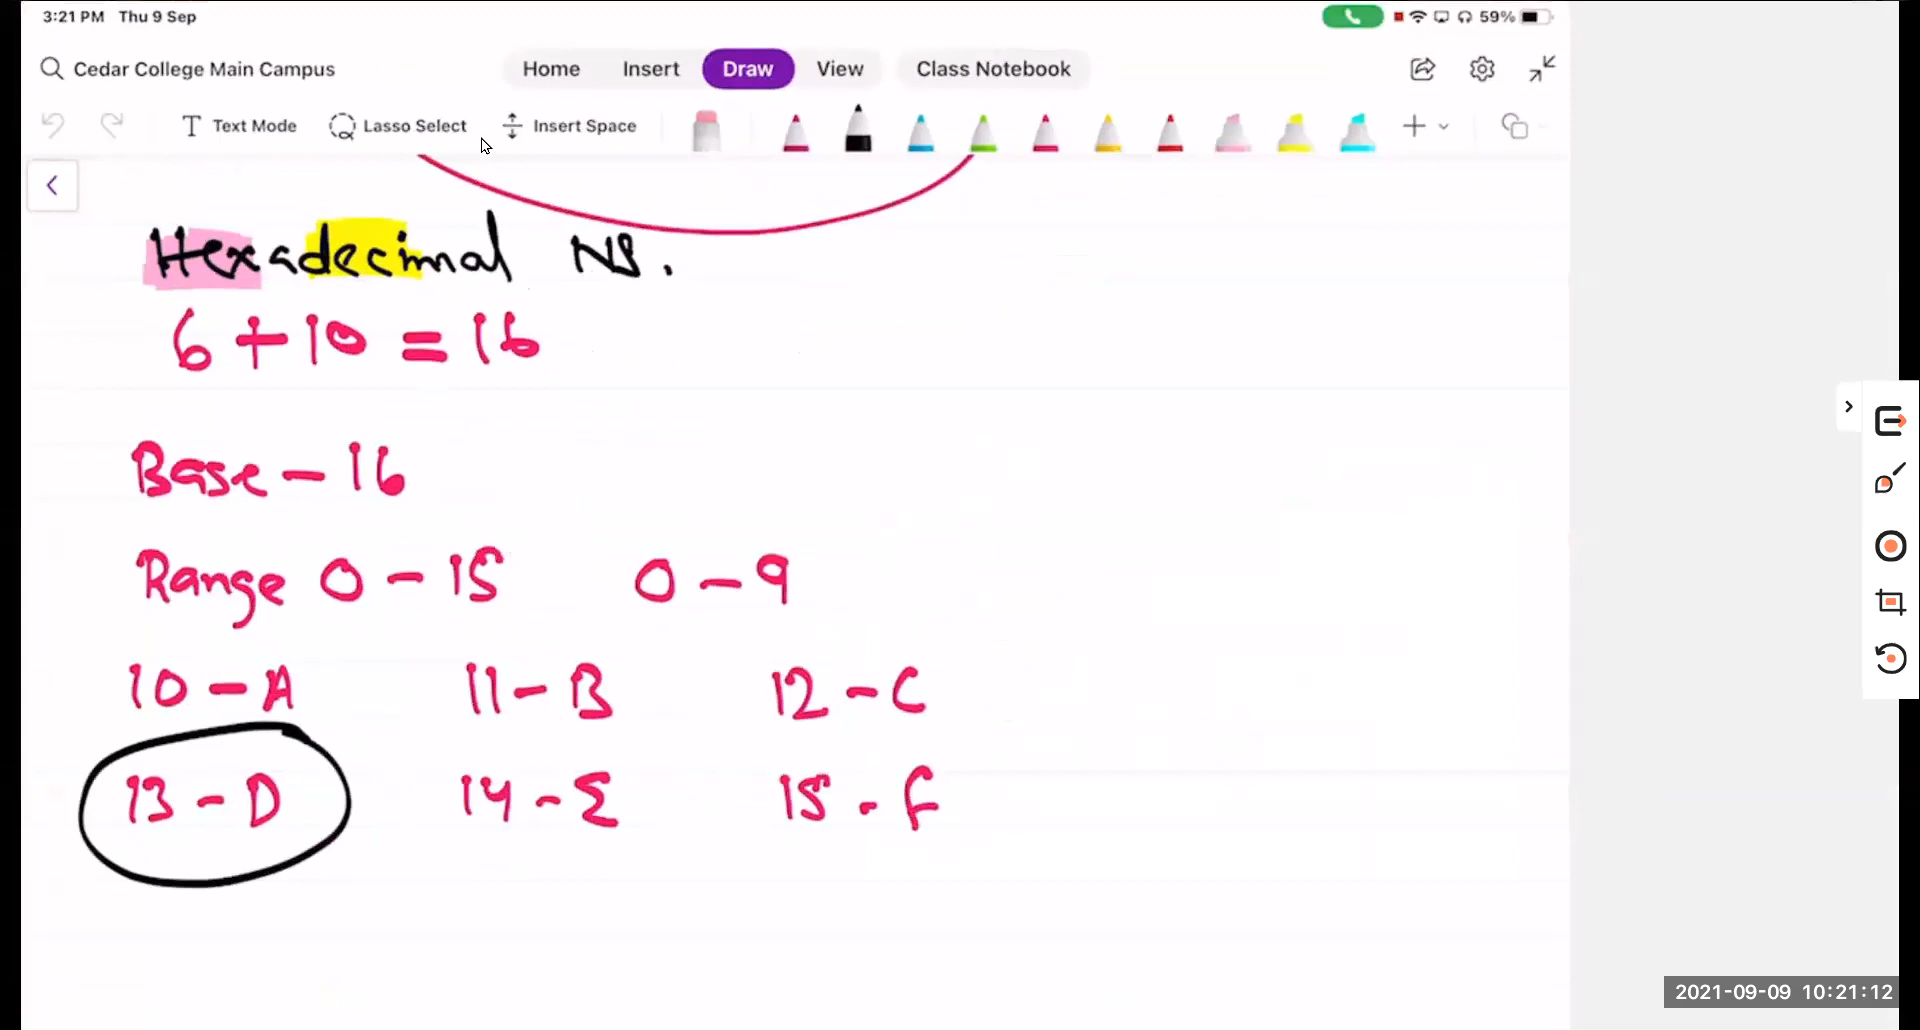 3:21 PM Thu 9 Sep
59%
Cedar College Main Campus
Home Insert Draw View Class Notebook
Text Mode Lasso Select Insert Space
Hexadecimal NS.
6 + 10 = 16
Base - 16
Range 0 - 15 0 - 9
10 - A 11 - B 12 - C
13 - D 14 - E 15 - F
2021-09-09 10:21:12